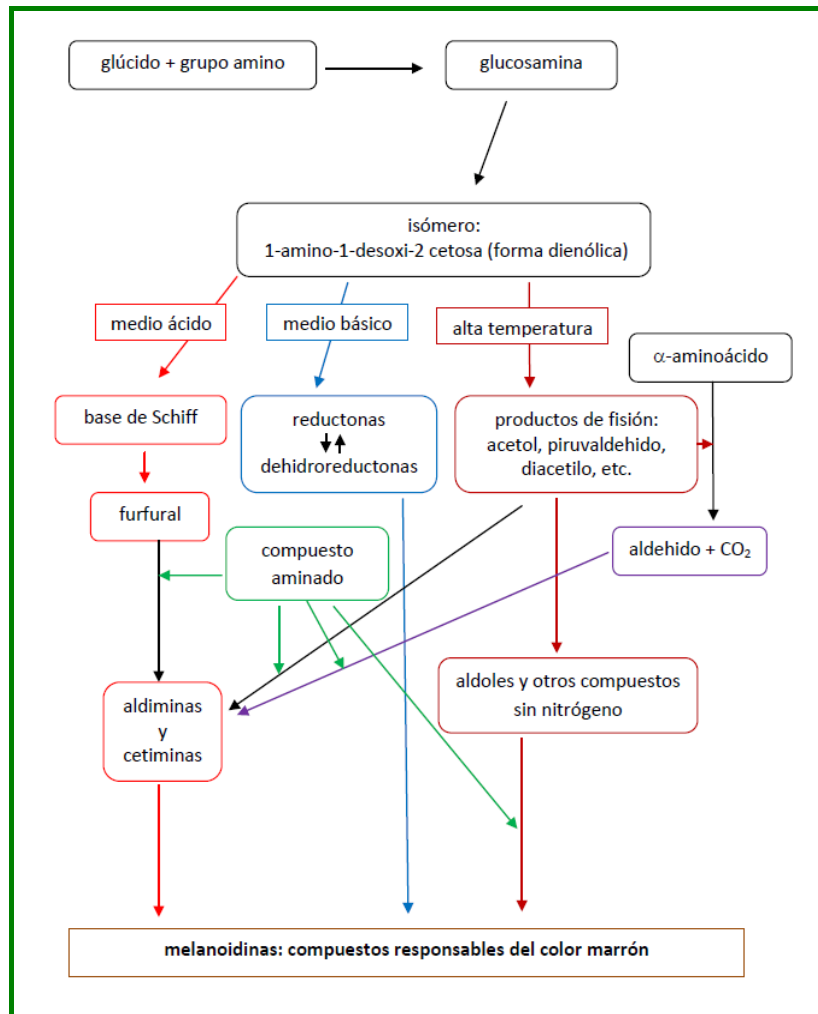 glúcido + grupo amino
glucosamina
isómero:
1-amino-1-desoxi-2 cetosa (forma dienólica)
medio ácido
medio básico
alta temperatura
α-aminoácido
base de Schiff
reductonas
dehidroreductonas
productos de fisión:
acetol, piruvaldehido,
diacetilo, etc.
furfural
compuesto
aminado
aldehido + CO₂
aldiminas
y
cetiminas
aldoles y otros compuestos
sin nitrógeno
melanoidinas: compuestos responsables del color marrón